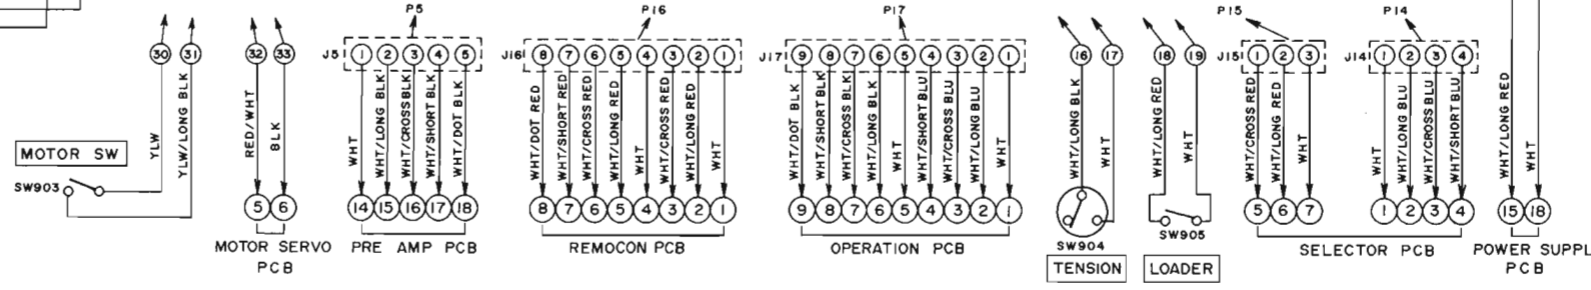 P5 P16 P17 P15 P14
30 31 32 33 J5 1 2 3 4 5 J16 8 7 6 5 4 3 2 1 J17 9 8 7 6 5 4 3 2 1 16 17 18 19 J15 1 2 3 J14 1 2 3 4
YLW
YLW/LONG BLK
RED/WHT
BLK
WHT
WHT/LONG BLK
WHT/CROSS BLK
WHT/SHORT BLK
WHT/DOT BLK
WHT/DOT RED
WHT/SHORT RED
WHT/CROSS RED
WHT/LONG RED
WHT
WHT/CROSS RED
WHT/LONG RED
WHT
WHT/DOT BLK
WHT/SHORT BLK
WHT/CROSS BLK
WHT/LONG BLK
WHT
WHT/SHORT BLU
WHT/CROSS BLU
WHT/LONG BLU
WHT
WHT/LONG BLK
WHT
WHT/LONG RED
WHT
WHT/CROSS RED
WHT/LONG RED
WHT
WHT
WHT/LONG BLU
WHT/CROSS BLU
WHT/SHORT BLU
WHT/LONG RED
WHT
MOTOR SW
SW903
5 6 14 15 16 17 18 8 7 6 5 4 3 2 1 9 8 7 6 5 4 3 2 1 5 6 7 1 2 3 4 15 18
MOTOR SERVO PCB
PRE AMP PCB
REMOCON PCB
OPERATION PCB
SW904
TENSION
SW905
LOADER
SELECTOR PCB
POWER SUPPL
PCB